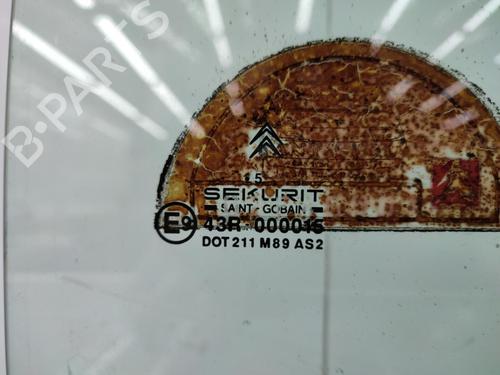 B-PARTS
15
SEKURIT
SAINT-GOBAIN
E9 43R-000015
DOT 211 M89 AS2